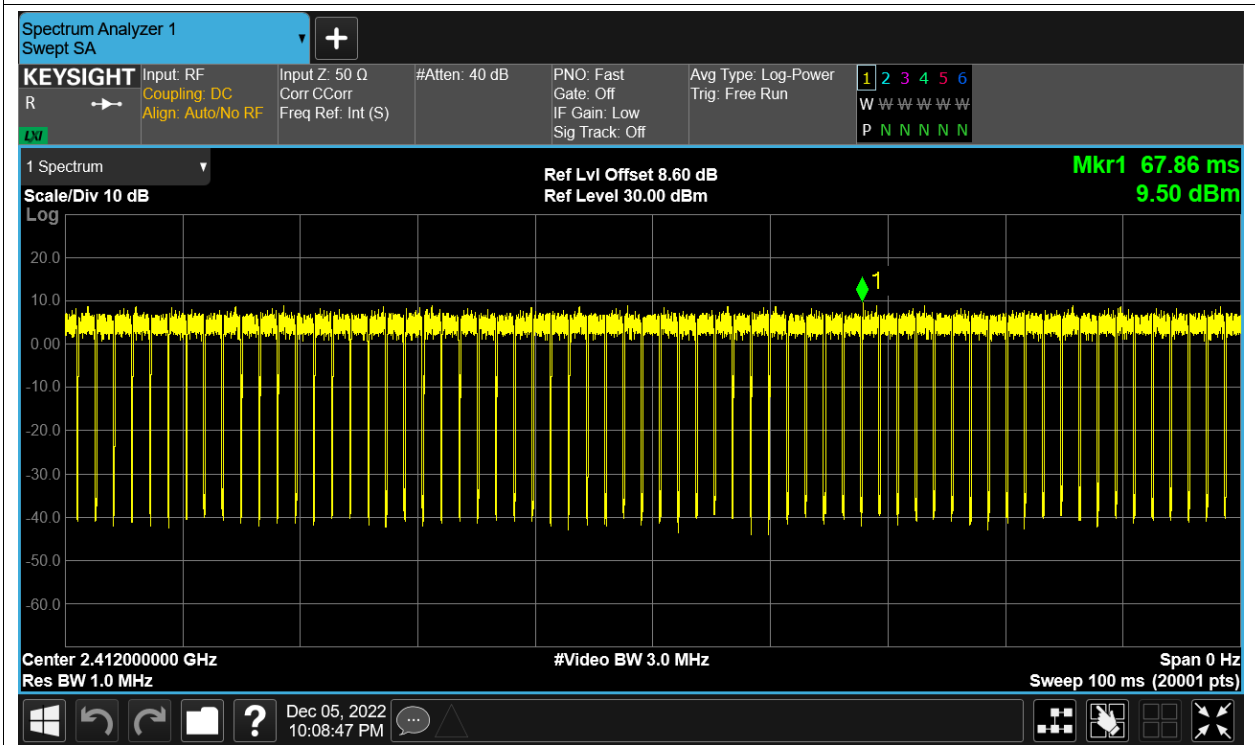 Spectrum Analyzer 1
Swept SA
KEYSIGHT
R
LXI
Input: RF
Coupling: DC
Align: Auto/No RF
Input Z: 50 Ω
Corr CCorr
Freq Ref: Int (S)
#Atten: 40 dB
PNO: Fast
Gate: Off
IF Gain: Low
Sig Track: Off
Avg Type: Log-Power
Trig: Free Run
1 2 3 4 5 6
W W W W W W
P N N N N N
1 Spectrum
Scale/Div 10 dB
Ref Lvl Offset 8.60 dB
Ref Level 30.00 dBm
Mkr1 67.86 ms
9.50 dBm
Log
20.0
10.0
0.00
-10.0
-20.0
-30.0
-40.0
-50.0
-60.0
1
Center 2.412000000 GHz
Res BW 1.0 MHz
#Video BW 3.0 MHz
Span 0 Hz
Sweep 100 ms (20001 pts)
?
Dec 05, 2022
10:08:47 PM